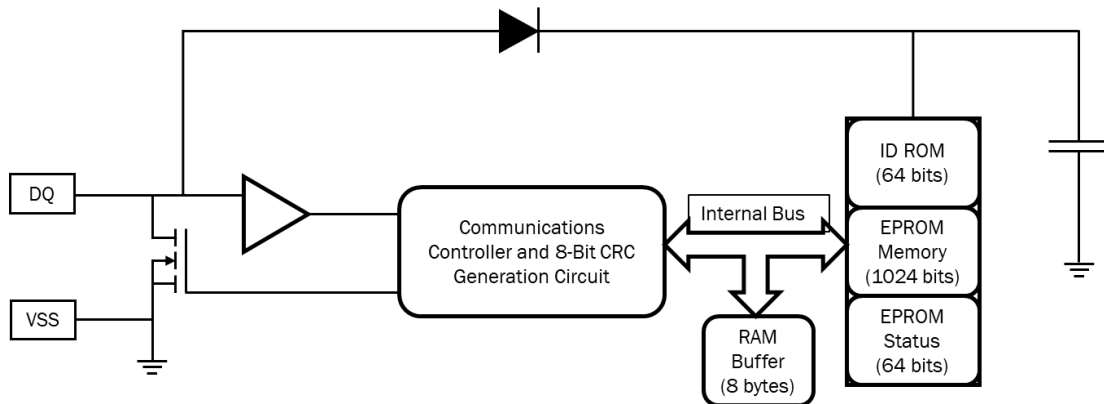 DQ
VSS
Communications
Controller and 8-Bit CRC
Generation Circuit
Internal Bus
RAM
Buffer
(8 bytes)
ID ROM
(64 bits)
EPROM
Memory
(1024 bits)
EPROM
Status
(64 bits)